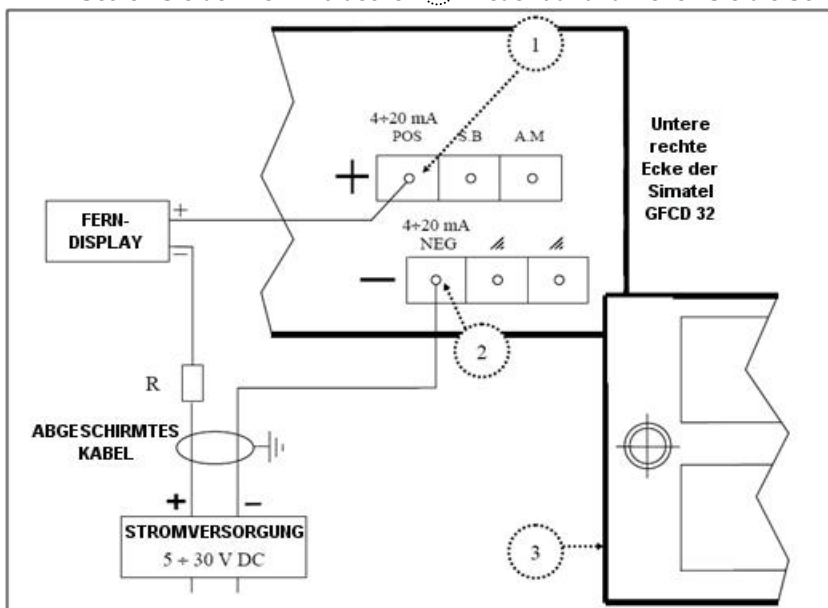 1
4÷20 mA
POS
S.B
A.M
+
Untere
rechte
Ecke der
Simatel
GFCD 32
FERN-
DISPLAY
+
−
4÷20 mA
NEG
−
2
R
ABGESCHIRMTES
KABEL
+
−
STROMVERSORGUNG
5 ÷ 30 V DC
3